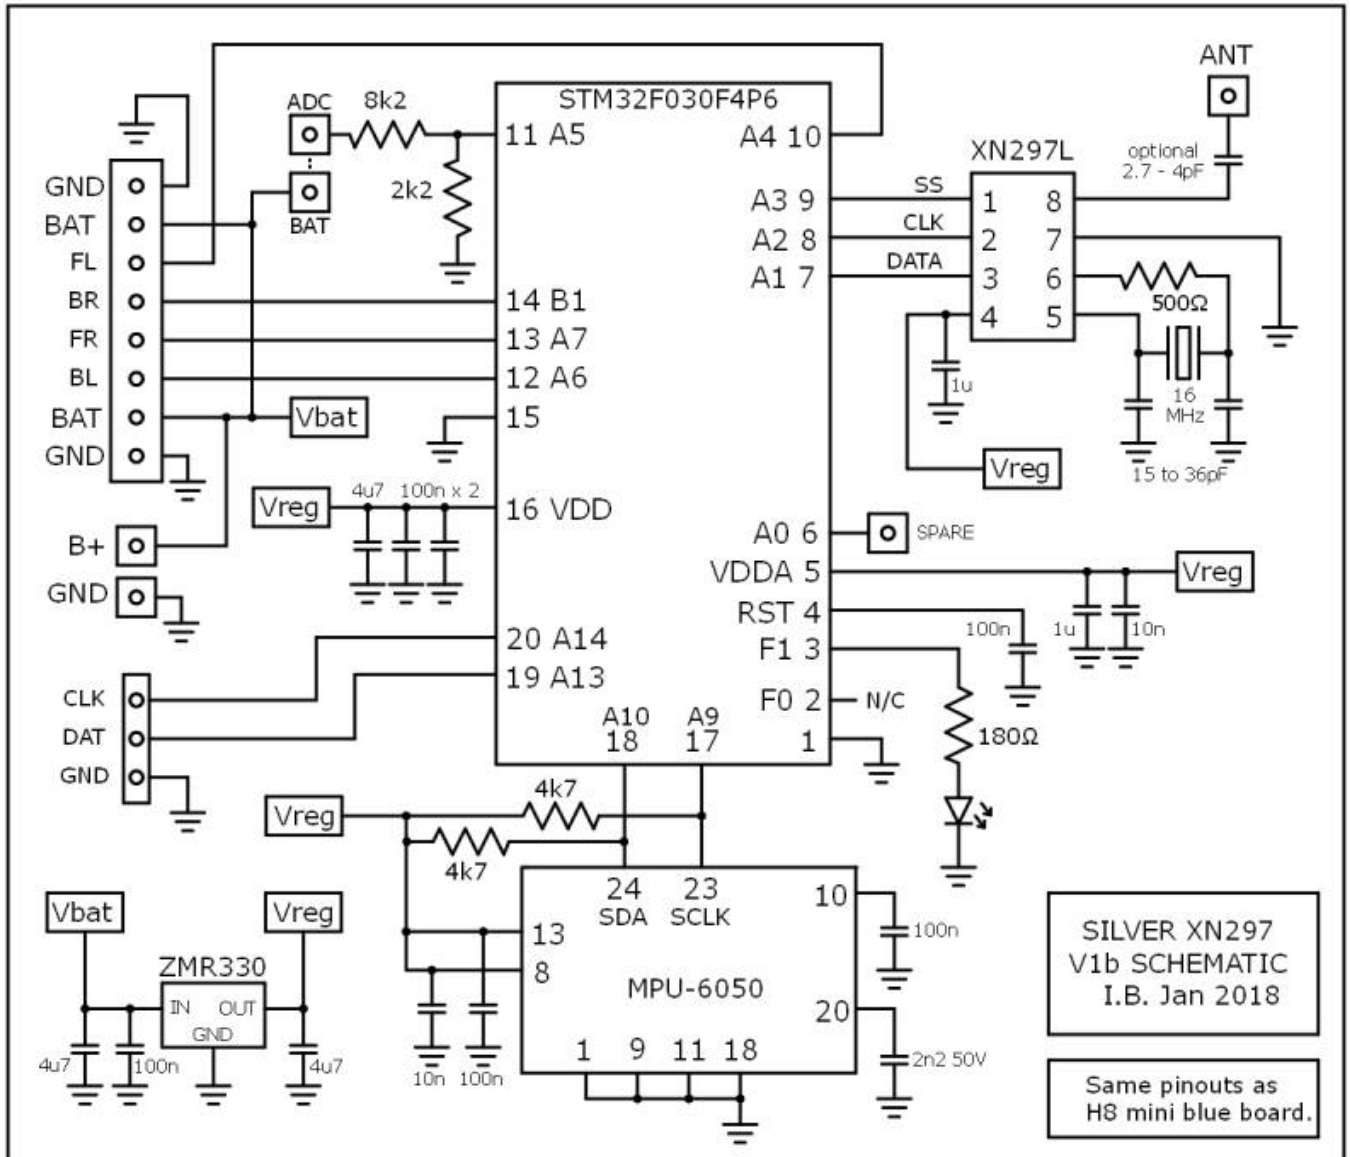 ANT
STM32F030F4P6
ADC
8k2
11 A5
A4 10
XN297L
optional
2.7 - 4pF
GND
2k2
SS
A3 9
1
8
BAT
BAT
CLK
A2 8
2
7
FL
DATA
A1 7
3
6
BR
14 B1
500Ω
4
5
FR
13 A7
BL
12 A6
1u
16
MHz
BAT
Vbat
15
GND
Vreg
15 to 36pF
Vreg
4u7
100n x 2
16 VDD
B+
A0 6
SPARE
VDDA 5
Vreg
GND
RST 4
100n
1u
10n
20 A14
F1 3
19 A13
CLK
F0 2
N/C
A10
18
A9
17
DAT
1
180Ω
GND
4k7
Vreg
4k7
24
SDA
23
SCLK
10
Vbat
Vreg
13
100n
8
ZMR330
MPU-6050
IN
OUT
GND
20
4u7
100n
4u7
10n
100n
1
9
11
18
2n2 50V
SILVER XN297
V1b SCHEMATIC
I.B. Jan 2018
Same pinouts as
H8 mini blue board.